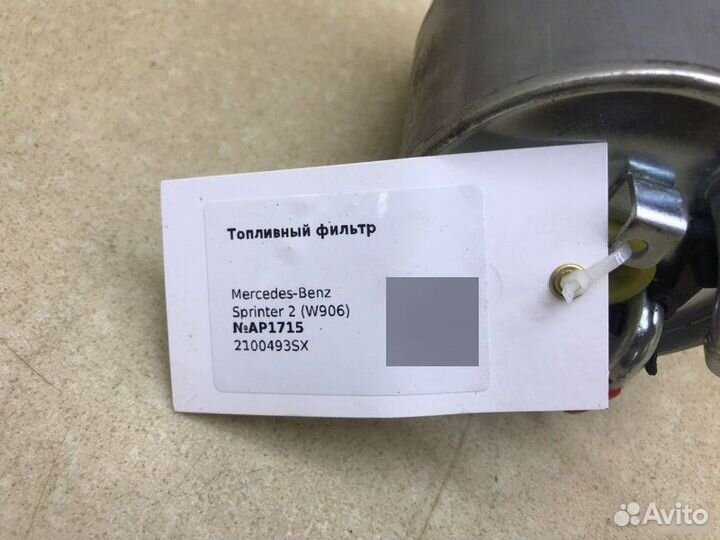 Топливный фильтр
Mercedes-Benz
Sprinter 2 (W906)
№AP1715
2100493SX
Avito